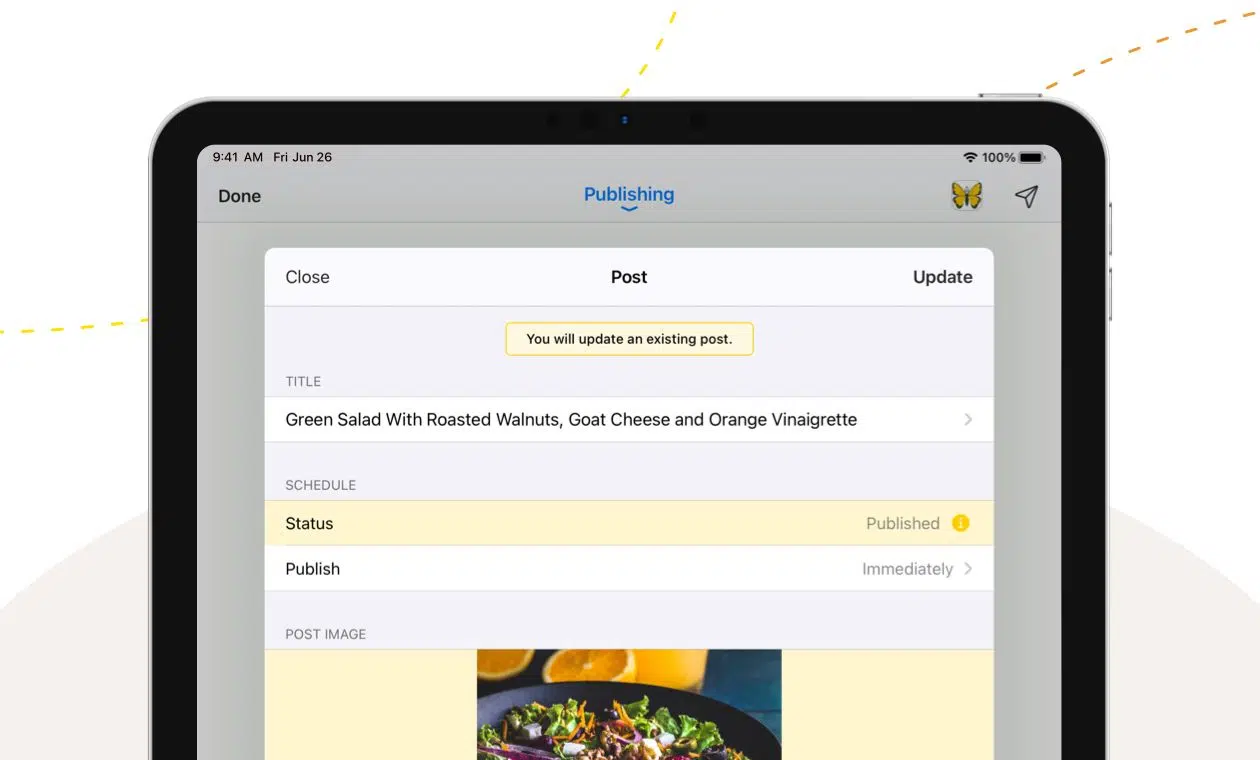 9:41 AM Fri Jun 26 100%
Done Publishing
Close Post Update
You will update an existing post.
TITLE
Green Salad With Roasted Walnuts, Goat Cheese and Orange Vinaigrette
SCHEDULE
Status Published
Publish Immediately
POST IMAGE